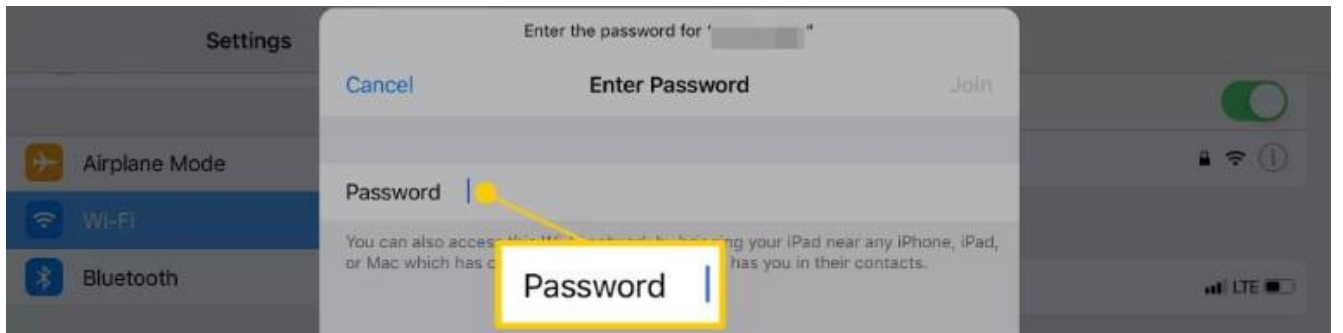 Settings
Enter the password for ‘ "
Cancel
Enter Password
Join
Airplane Mode
Wi-Fi
Bluetooth
Password
You can also access your iPad near any iPhone, iPad,
or Mac which has has you in their contacts.
Password
LTE